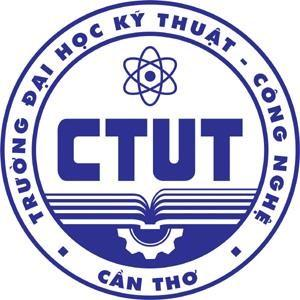 TRƯỜNG ĐẠI HỌC KỸ THUẬT - CÔNG NGHỆ
CTUT
CẦN THƠ